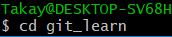 Takay@DESKTOP-SV68H
$ cd git_learn